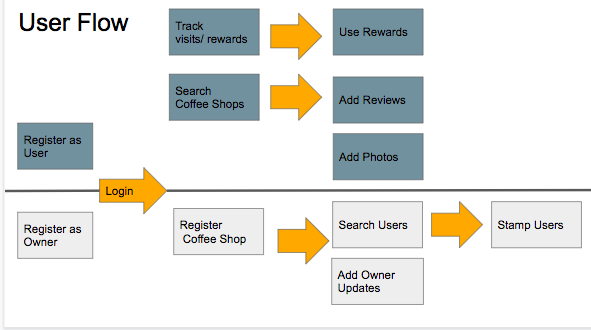 User Flow
Track
visits/ rewards
Use Rewards
Search
Coffee Shops
Add Reviews
Add Photos
Register as
User
Login
Register as
Owner
Register
Coffee Shop
Search Users
Stamp Users
Add Owner
Updates